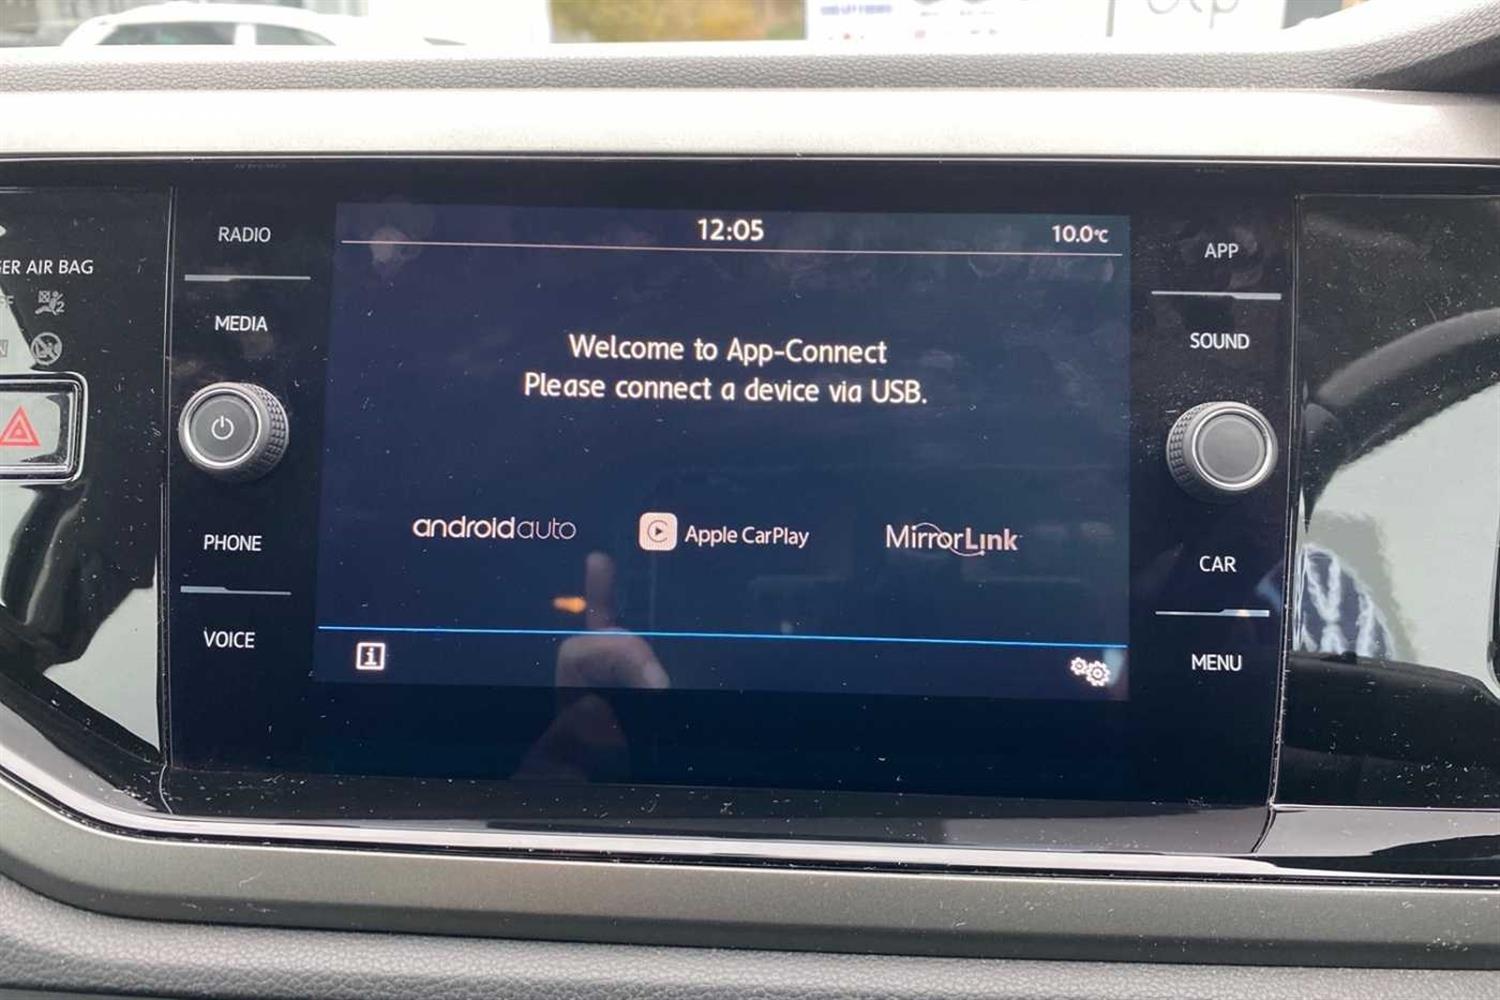 12:05
10.0°C
RADIO
MEDIA
PHONE
VOICE
AIR BAG
Welcome to App-Connect
Please connect a device via USB.
androidauto
Apple CarPlay
MirrorLink
i
APP
SOUND
CAR
MENU